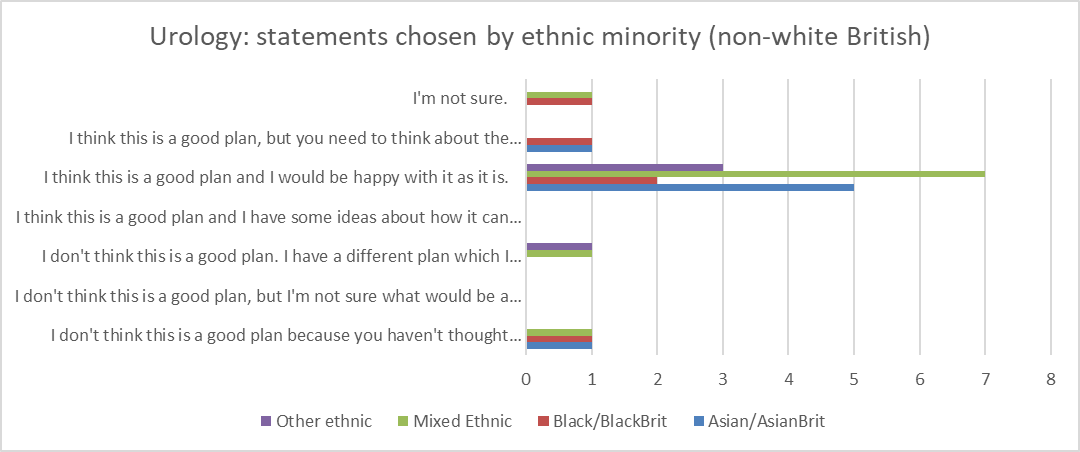 Urology: statements chosen by ethnic minority (non-white British)
I'm not sure.
I think this is a good plan, but you need to think about the…
I think this is a good plan and I would be happy with it as it is.
I think this is a good plan and I have some ideas about how it can…
I don't think this is a good plan. I have a different plan which I…
I don't think this is a good plan, but I'm not sure what would be a…
I don't think this is a good plan because you haven't thought…
0 1 2 3 4 5 6 7 8
Other ethnic Mixed Ethnic Black/BlackBrit Asian/AsianBrit